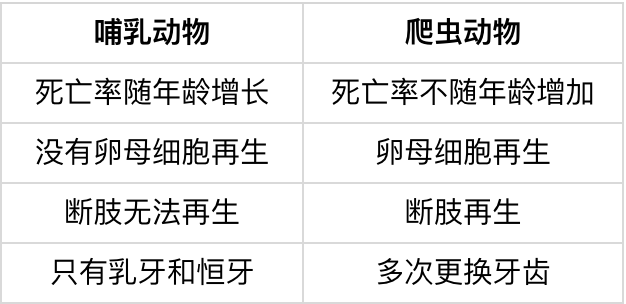 哺乳动物 爬虫动物
死亡率随年龄增长 死亡率不随年龄增加
没有卵母细胞再生 卵母细胞再生
断肢无法再生 断肢再生
只有乳牙和恒牙 多次更换牙齿